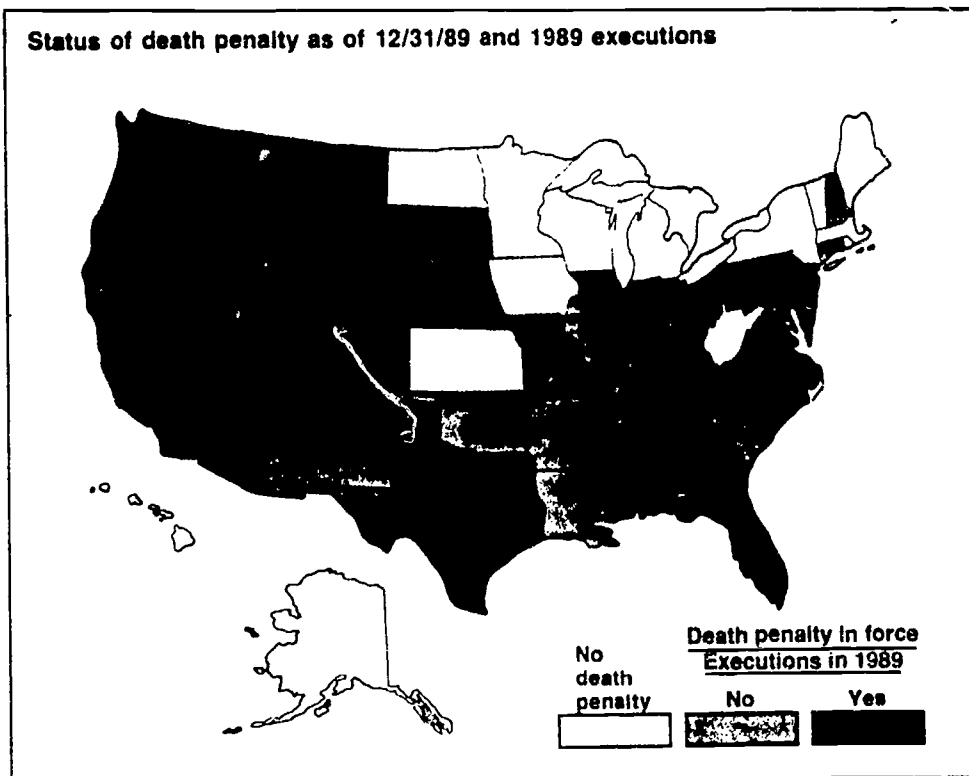 Status of death penalty as of 12/31/89 and 1989 executions
Death penalty in force
Executions in 1989
No
death
penalty
No
Yes